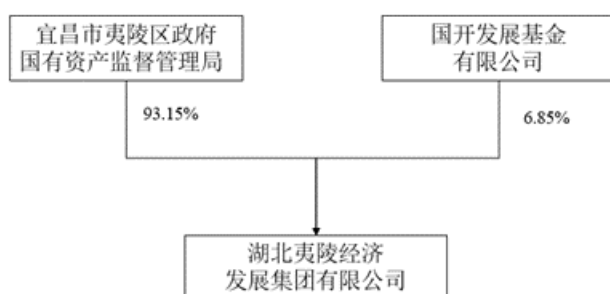 宜昌市夷陵区政府
国有资产监督管理局
国开发展基金
有限公司
93.15%
6.85%
湖北夷陵经济
发展集团有限公司